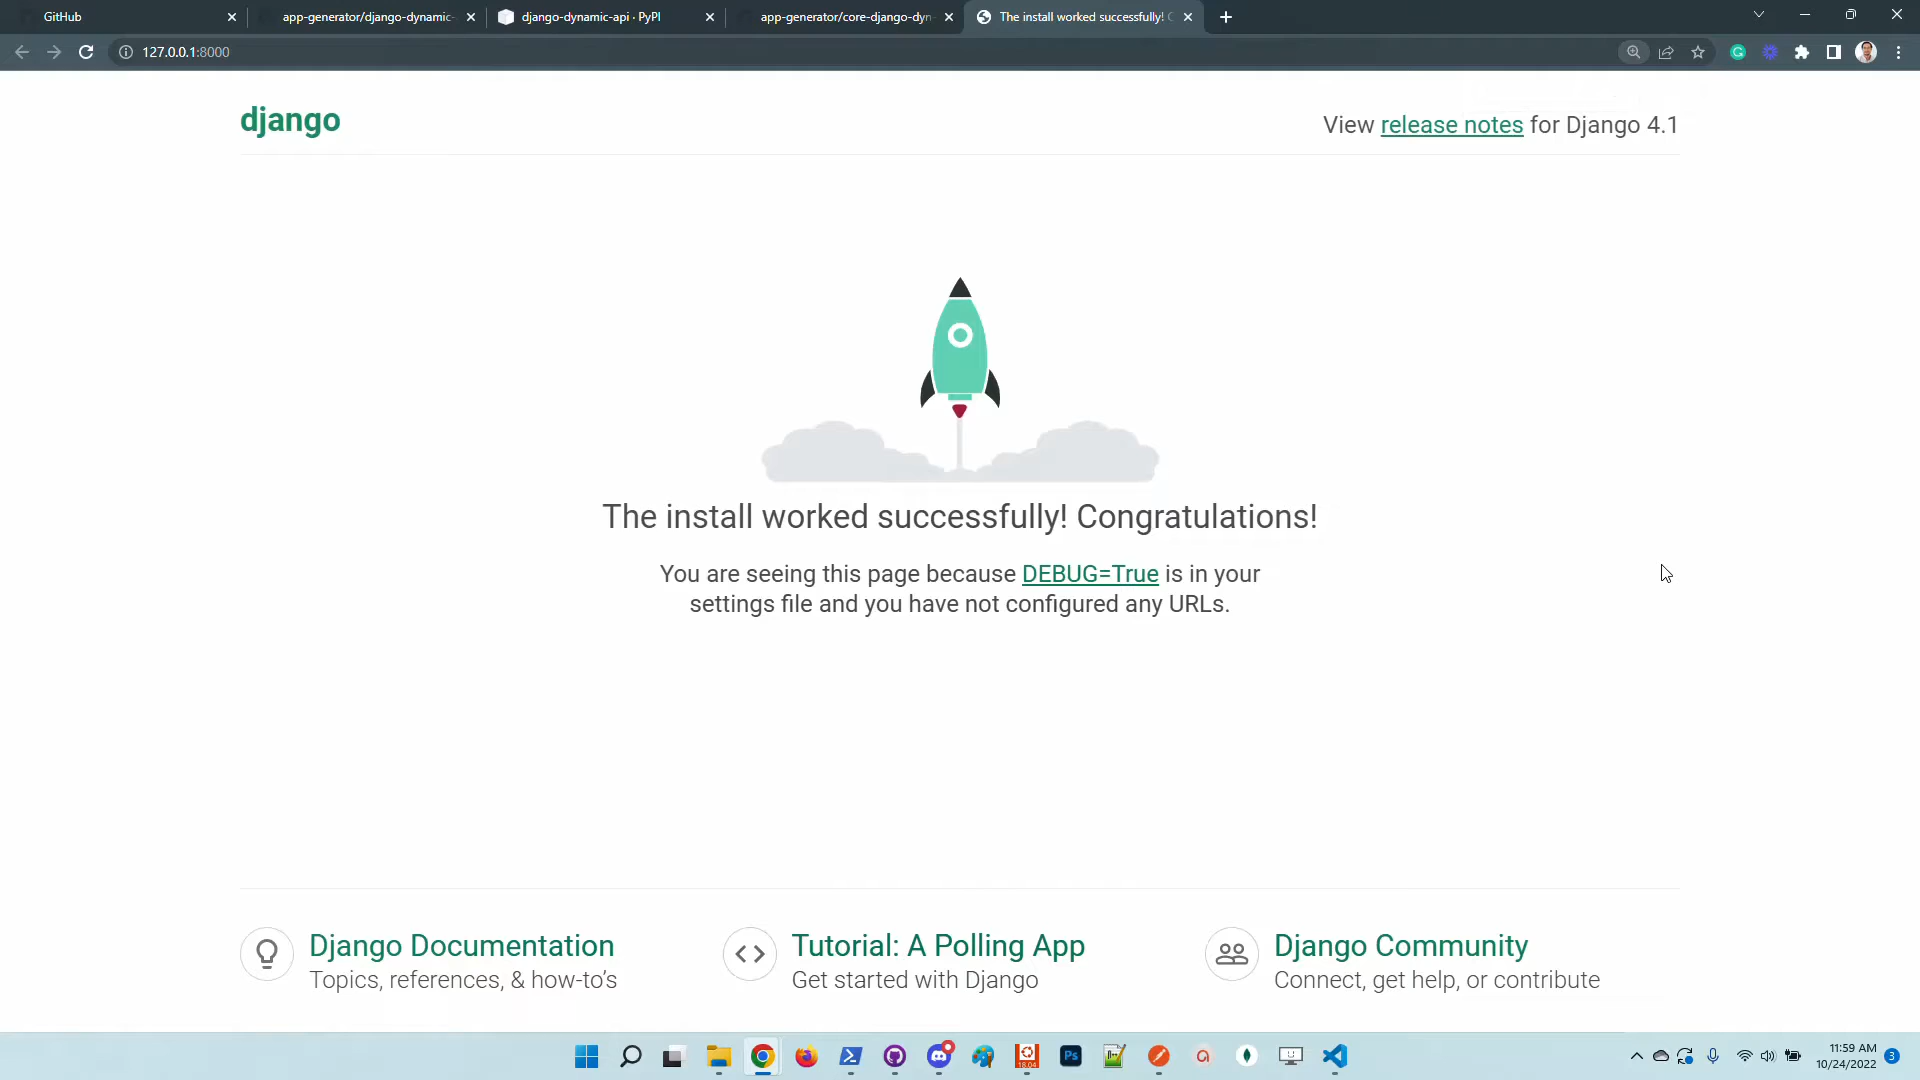 GitHub
app-generator/django-dynamic-
django-dynamic-api · PyPI
app-generator/core-django-dyn-
The install worked successfully! C
127.0.0.1:8000
django
View release notes for Django 4.1
The install worked successfully! Congratulations!
You are seeing this page because DEBUG=True is in your
settings file and you have not configured any URLs.
Django Documentation
Topics, references, & how-to's
Tutorial: A Polling App
Get started with Django
Django Community
Connect, get help, or contribute
Ps
18.04
11:59 AM
10/24/2022
3